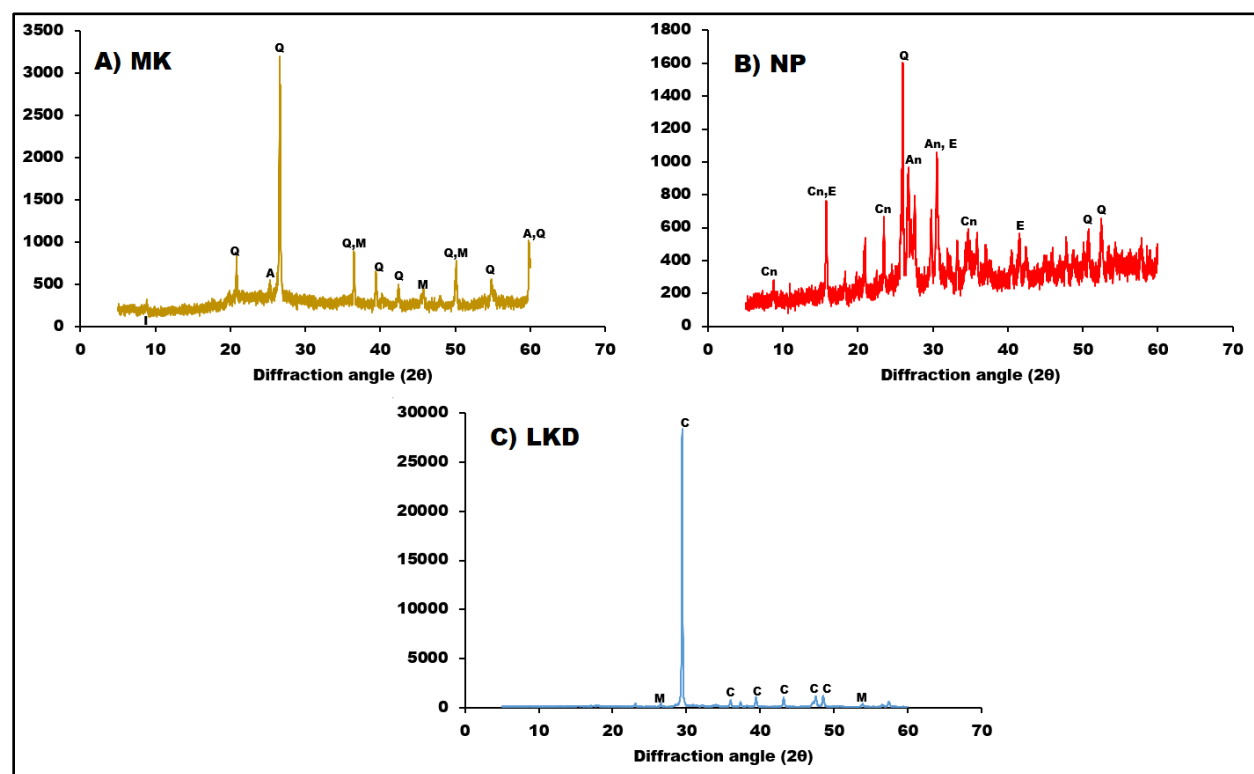 A) MK
3500
3000
2500
2000
1500
1000
500
0
0 10 20 30 40 50 60 70
Diffraction angle (2θ)
Q
Q
A
Q,M
Q
Q
M
Q,M
Q
A,Q
I
B) NP
1800
1600
1400
1200
1000
800
600
400
200
0
0 10 20 30 40 50 60 70
Diffraction angle (2θ)
Cn
Cn,E
Cn
Q
An
An, E
Cn
E
Q
Q
C) LKD
30000
25000
20000
15000
10000
5000
0
0 10 20 30 40 50 60 70
Diffraction angle (2θ)
M
C
C
C
C
C
C
M